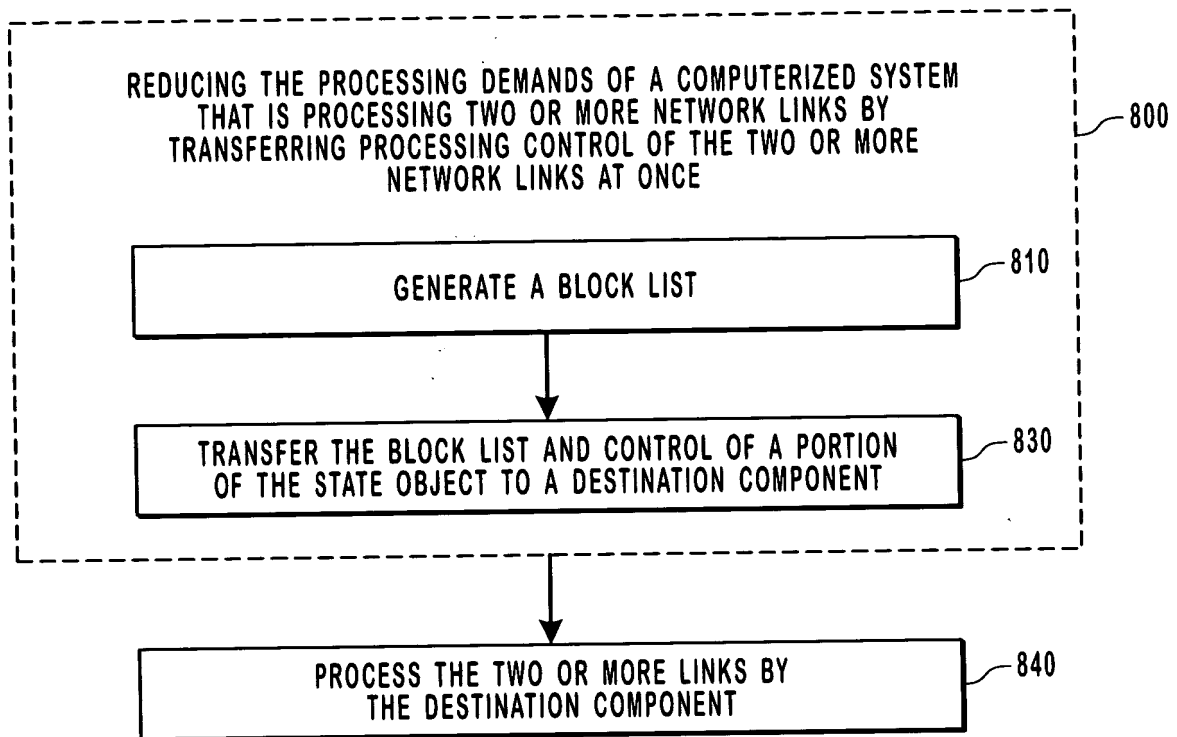 REDUCING THE PROCESSING DEMANDS OF A COMPUTERIZED SYSTEM
THAT IS PROCESSING TWO OR MORE NETWORK LINKS BY
TRANSFERRING PROCESSING CONTROL OF THE TWO OR MORE
NETWORK LINKS AT ONCE
800
GENERATE A BLOCK LIST
810
TRANSFER THE BLOCK LIST AND CONTROL OF A PORTION
OF THE STATE OBJECT TO A DESTINATION COMPONENT
830
PROCESS THE TWO OR MORE LINKS BY
THE DESTINATION COMPONENT
840